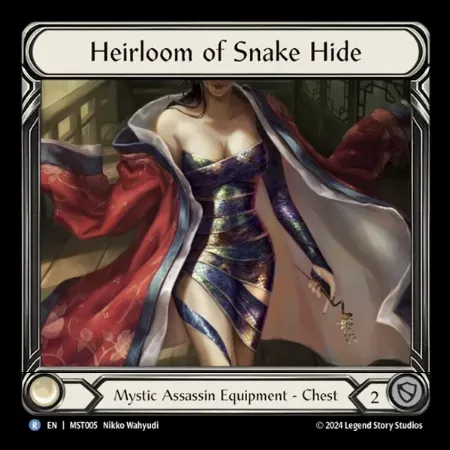 Heirloom of Snake Hide
Mystic Assassin Equipment - Chest 2
R EN | MST005 Nikko Wahyudi © 2024 Legend Story Studios